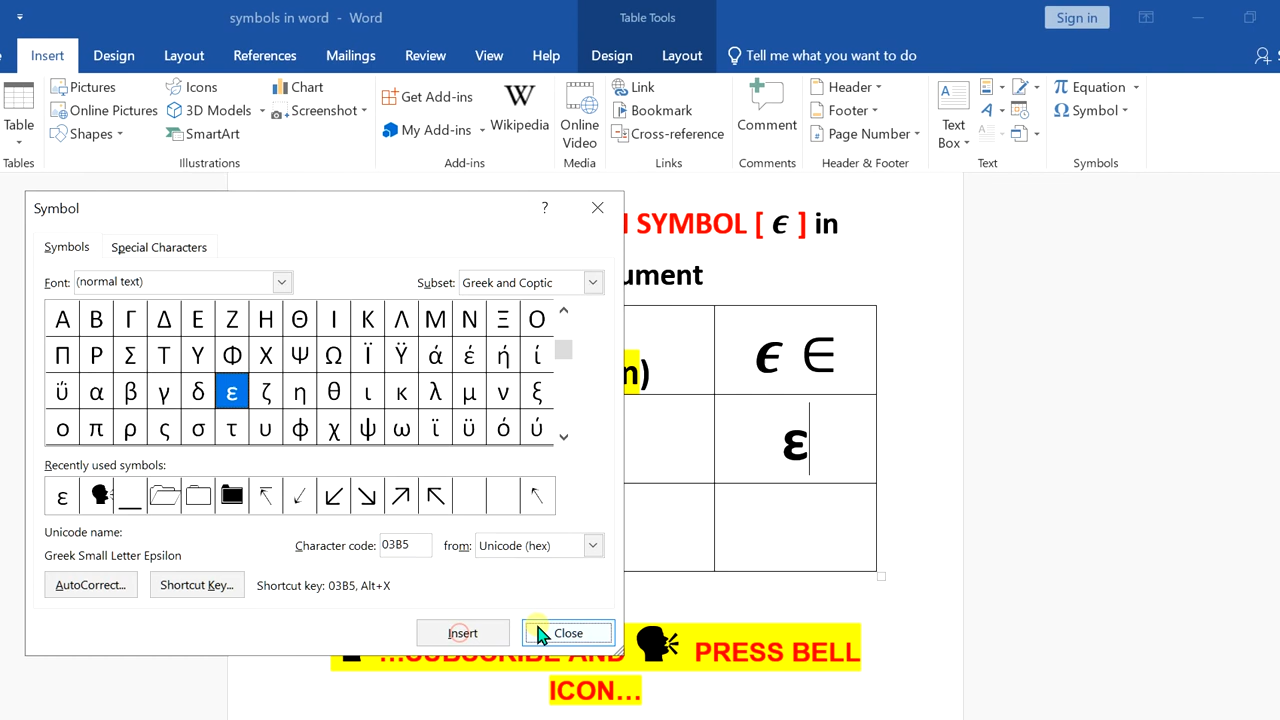 symbols in word - Word
Table Tools
Sign in
Insert
Design
Layout
References
Mailings
Review
View
Help
Design
Layout
Tell me what you want to do
Table
Tables
Pictures
Online Pictures
Shapes
Icons
3D Models
SmartArt
Chart
Screenshot
Illustrations
Get Add-ins
My Add-ins
Wikipedia
Add-ins
Online
Video
Media
Link
Bookmark
Cross-reference
Links
Comment
Comments
Header
Footer
Page Number
Header & Footer
Text
Box
Text
Equation
Symbol
Symbols
SYMBOL [ ϵ ] in
ϵ ∈
ε
…SUBSCRIBE AND PRESS BELL
ICON…
Symbol
?
Symbols
Special Characters
Font: (normal text)
Subset: Greek and Coptic
Α Β Γ Δ Ε Ζ Η Θ Ι Κ Λ Μ Ν Ξ Ο
Π Ρ Σ Τ Υ Φ Χ Ψ Ω Ϊ Ϋ ά έ ή ί
ΰ α β γ δ ε ζ η θ ι κ λ μ ν ξ
ο π ρ ς σ τ υ φ χ ψ ω ϊ ϋ ό ύ
Recently used symbols:
ε ↙ ↘ ↗ ↖
Unicode name:
Greek Small Letter Epsilon
Character code: 03B5
from: Unicode (hex)
AutoCorrect...
Shortcut Key...
Shortcut key: 03B5, Alt+X
Insert
Close